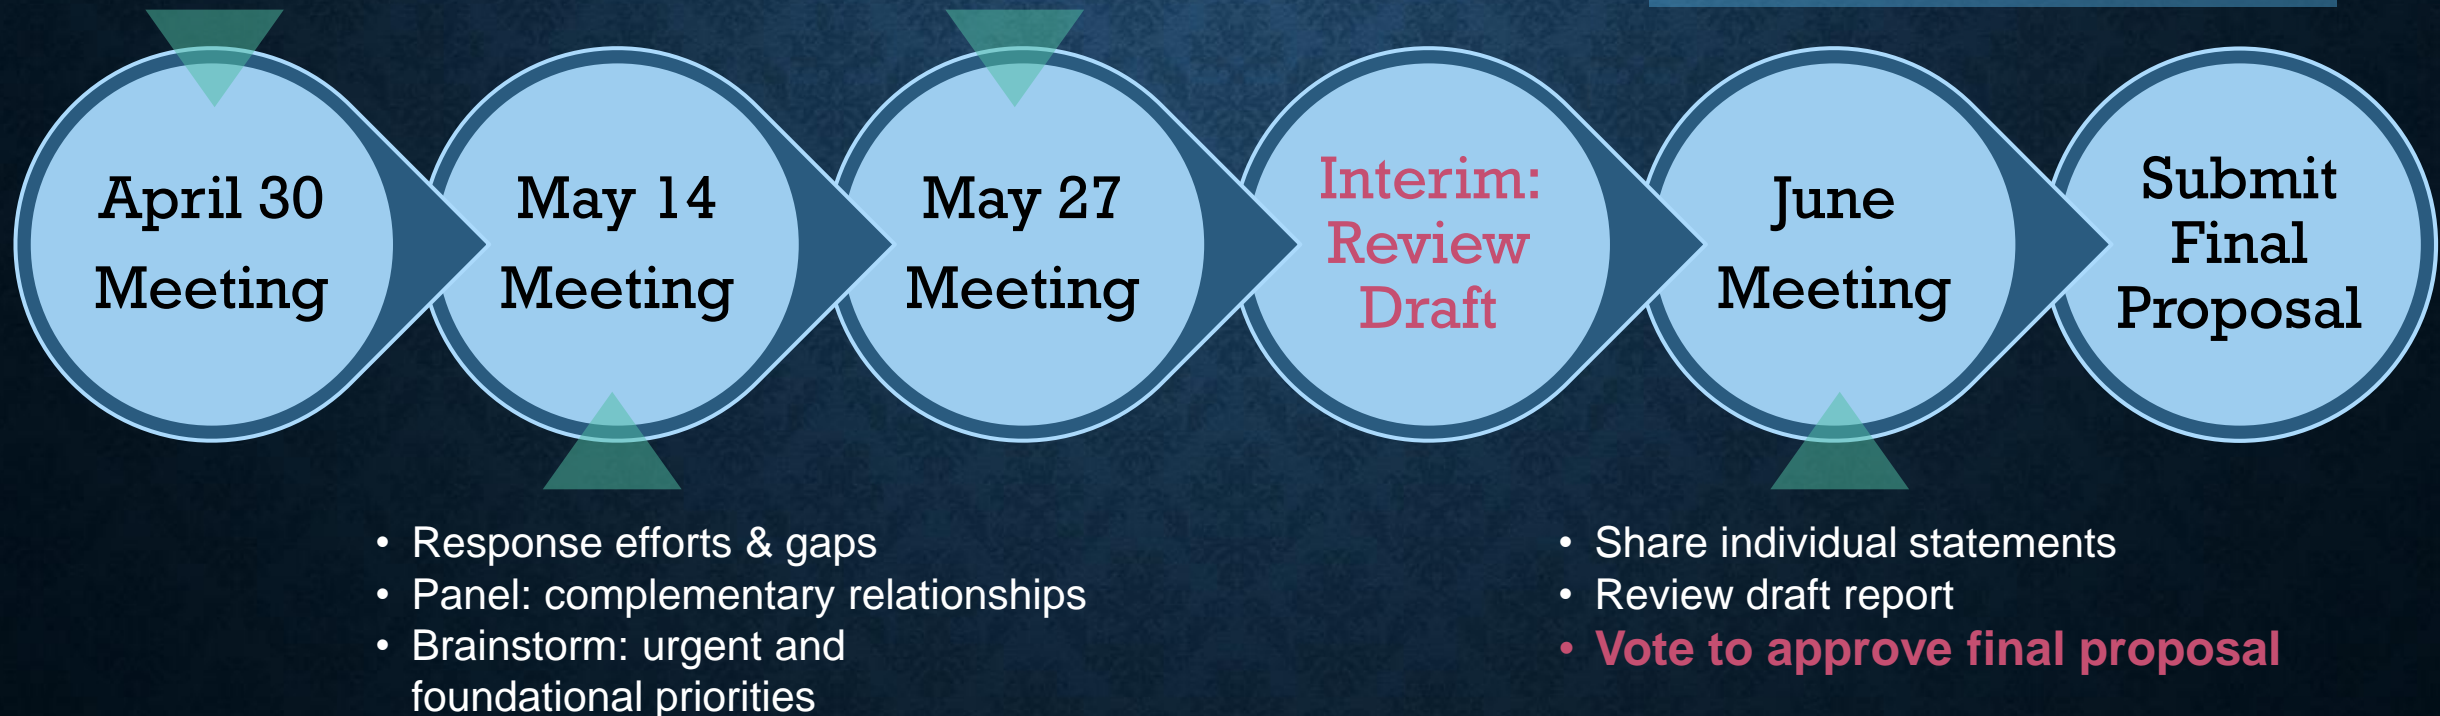 April 30
Meeting
May 14
Meeting
May 27
Meeting
Interim:
Review
Draft
June
Meeting
Submit
Final
Proposal
• Response efforts & gaps
• Panel: complementary relationships
• Brainstorm: urgent and
foundational priorities
• Share individual statements
• Review draft report
• Vote to approve final proposal